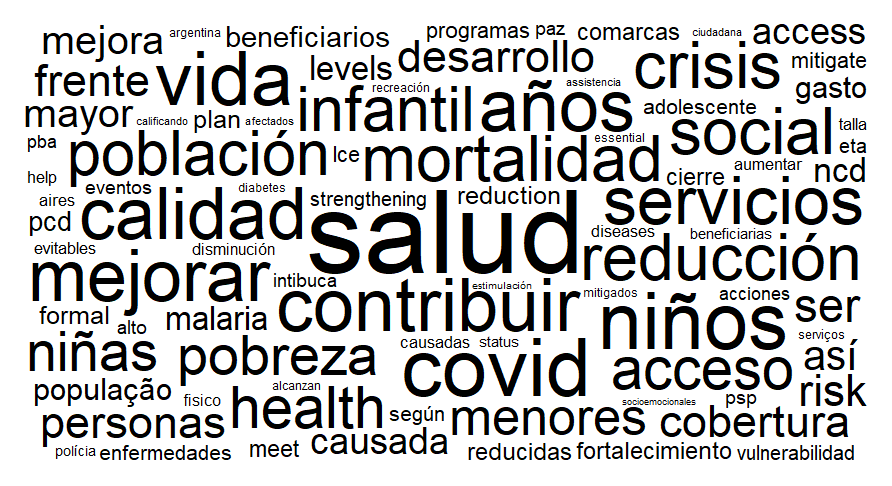 argentina
programas paz
ciudadana
mejora
beneficiarios
comarcas
access
vida
levels
desarrollo
crisis
mitigate
frente
recreación
assistencia
gasto
infantil
años
mayor
calificando
plan
afectados
adolescente
talla
social
essential
pba
población
lce
mortalidad
eta
aumentar
cierre
ncd
help
eventos
diabetes
strengthening
reduction
servicios
aires
calidad
salud
pcd
diseases
beneficiarias
evitables
disminución
reducción
mejorar
intibuca
contribuir
estimulación
mitigados
acciones
niños
ser
formal
alto
malaria
serviços
niñas
pobreza
causadas
status
covid
acceso
así
população
fisico
alcanzan
health
socioemocionales
psp
risk
según
menores
cobertura
personas
causada
polícia
enfermedades
meet
reducidas
fortalecimiento
vulnerabilidad